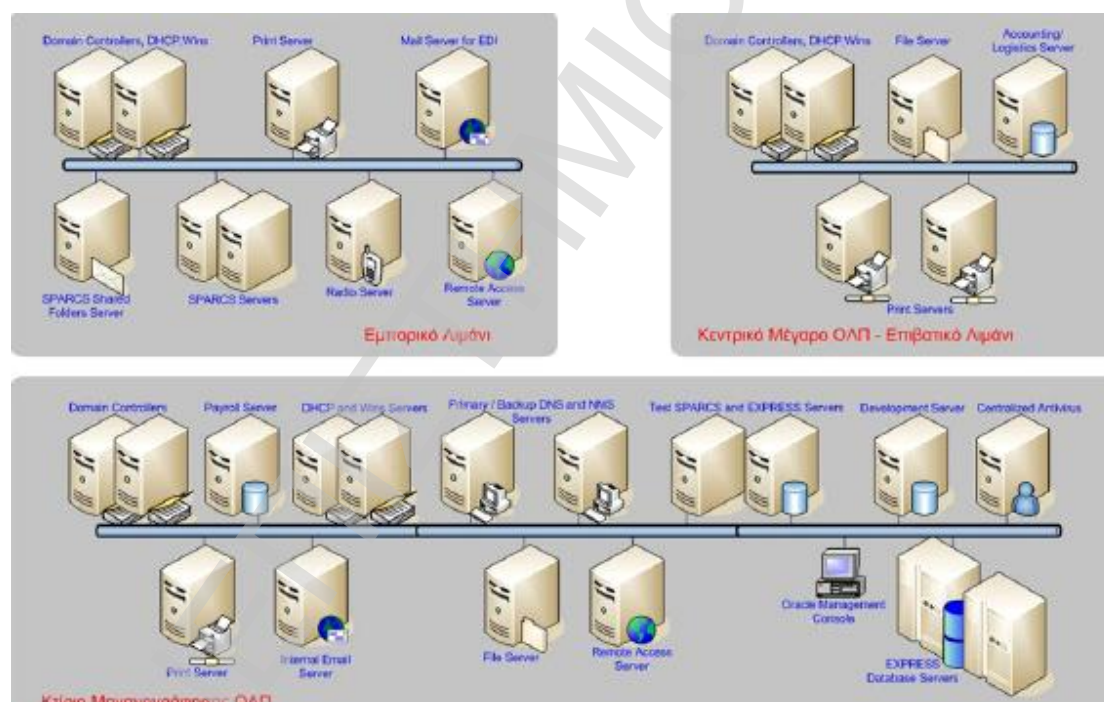 Domain Controllers, DHCP, Wins
Print Server
Mail Server for EDI
SPARCS Shared
Folders Server
SPARCS Servers
Radio Server
Remote Access
Server
Εμπορικό Λιμάνι
Domain Controllers, DHCP, Wins
File Server
Accounting/
Logistics Server
Print Servers
Κεντρικό Μέγαρο ΟΛΠ - Επιβατικό Λιμάνι
Domain Controllers
Payroll Server
DHCP and Wins Servers
Primary / Backup DNS and NMS
Servers
Test SPARCS and EXPRESS Servers
Development Server
Centralized Antivirus
Print Server
Internal Email
Server
File Server
Remote Access
Server
Oracle Management
Console
EXPRESS
Database Servers
Κτίριο Μηχανογράφησης ΟΛΠ